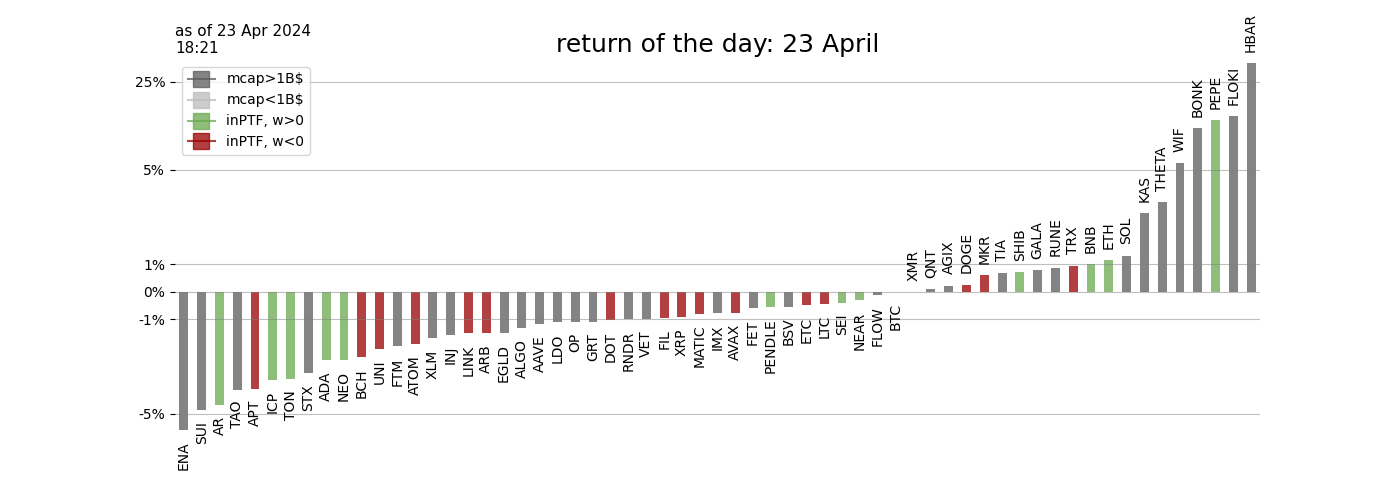 as of 23 Apr 2024
18:21
return of the day: 23 April
mcap>1B$
mcap<1B$
inPTF, w>0
inPTF, w<0
25%
5%
1%
0%
-1%
-5%
ENA
SUI
AR
TAO
APT
ICP
TON
STX
ADA
NEO
BCH
UNI
FTM
ATOM
XLM
INJ
LINK
ARB
EGLD
ALGO
AAVE
LDO
OP
GRT
DOT
RNDR
VET
FIL
XRP
MATIC
IMX
AVAX
FET
PENDLE
BSV
ETC
LTC
SEI
NEAR
FLOW
BTC
XMR
QNT
AGIX
DOGE
MKR
TIA
SHIB
GALA
RUNE
TRX
BNB
ETH
SOL
KAS
THETA
WIF
BONK
PEPE
FLOKI
HBAR